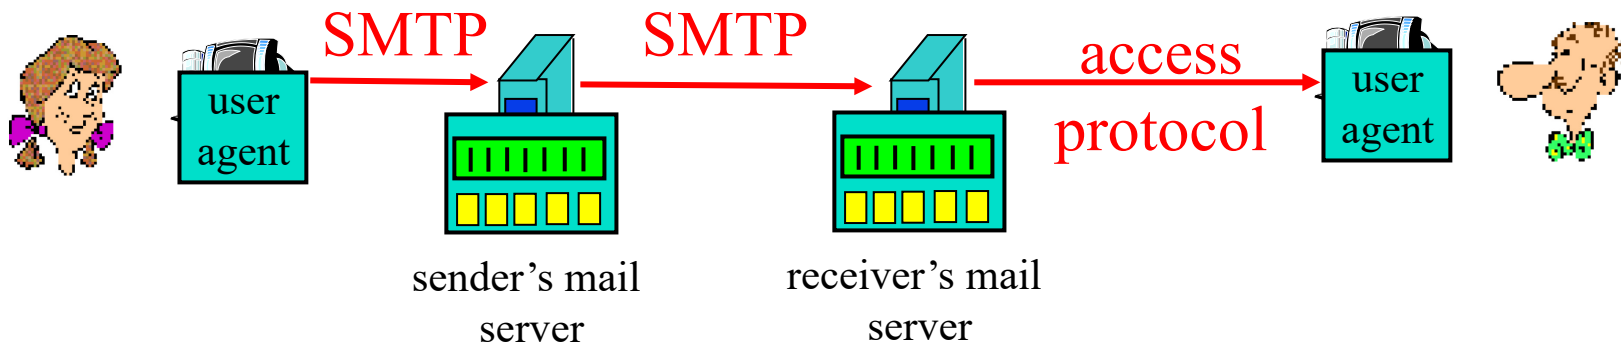 SMTP
SMTP
access
protocol
user
agent
user
agent
sender’s mail
server
receiver’s mail
server